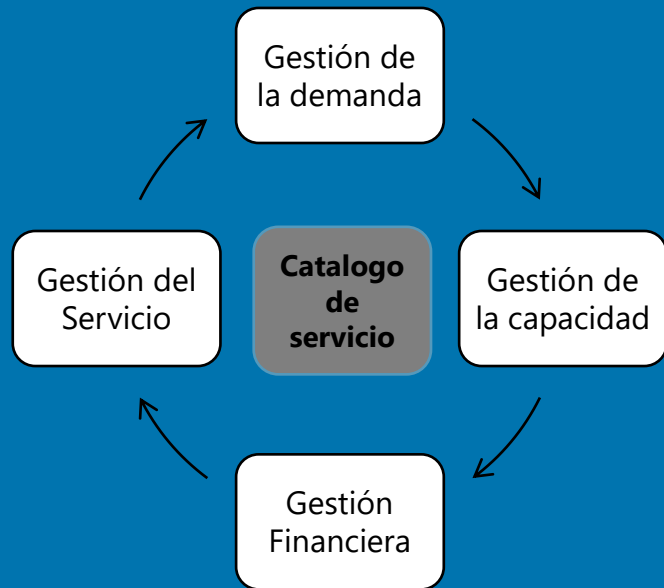 Gestión de
la demanda
Gestión del
Servicio
Catalogo
de
servicio
Gestión de
la capacidad
Gestión
Financiera